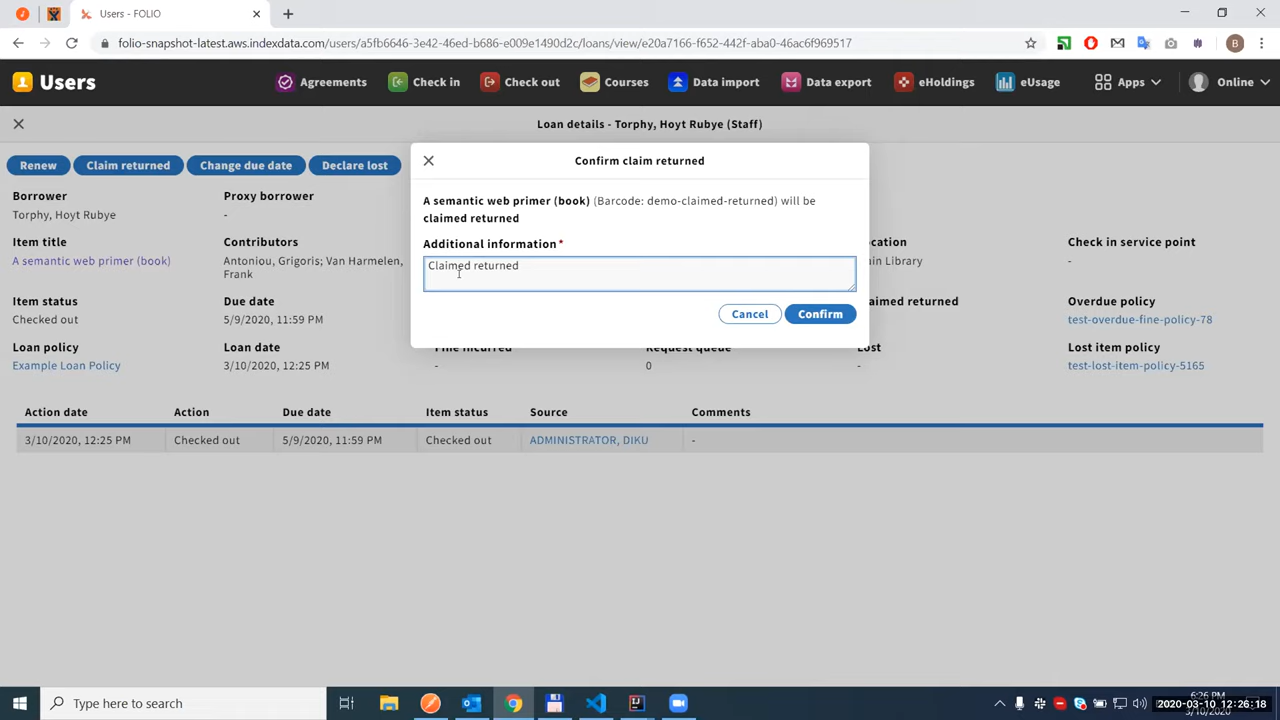 Users - FOLIO
folio-snapshot-latest.aws.indexdata.com/users/a5fb6646-3e42-46ed-b686-e009e1490d2c/loans/view/e20a7166-f652-442f-aba0-46ac6f969517
B
Users
Agreements
Check in
Check out
Courses
Data import
Data export
eHoldings
eUsage
Apps
Online
Loan details - Torphy, Hoyt Rubye (Staff)
Renew
Claim returned
Change due date
Declare lost
Confirm claim returned
A semantic web primer (book) (Barcode: demo-claimed-returned) will be
claimed returned
Additional information *
Claimed returned
Cancel
Confirm
Borrower
Proxy borrower
Torphy, Hoyt Rubye
-
Item title
Contributors
Check in service point
A semantic web primer (book)
Antoniou, Grigoris; Van Harmelen,
Frank
-
Item status
Due date
Overdue policy
Checked out
5/9/2020, 11:59 PM
test-overdue-fine-policy-78
Loan policy
Loan date
Fine incurred
Request queue
Lost
Lost item policy
Example Loan Policy
3/10/2020, 12:25 PM
-
0
-
test-lost-item-policy-5165
Action date
Action
Due date
Item status
Source
Comments
3/10/2020, 12:25 PM
Checked out
5/9/2020, 11:59 PM
Checked out
ADMINISTRATOR, DIKU
-
Type here to search
6:26 PM
2020-03-10 12:26:18